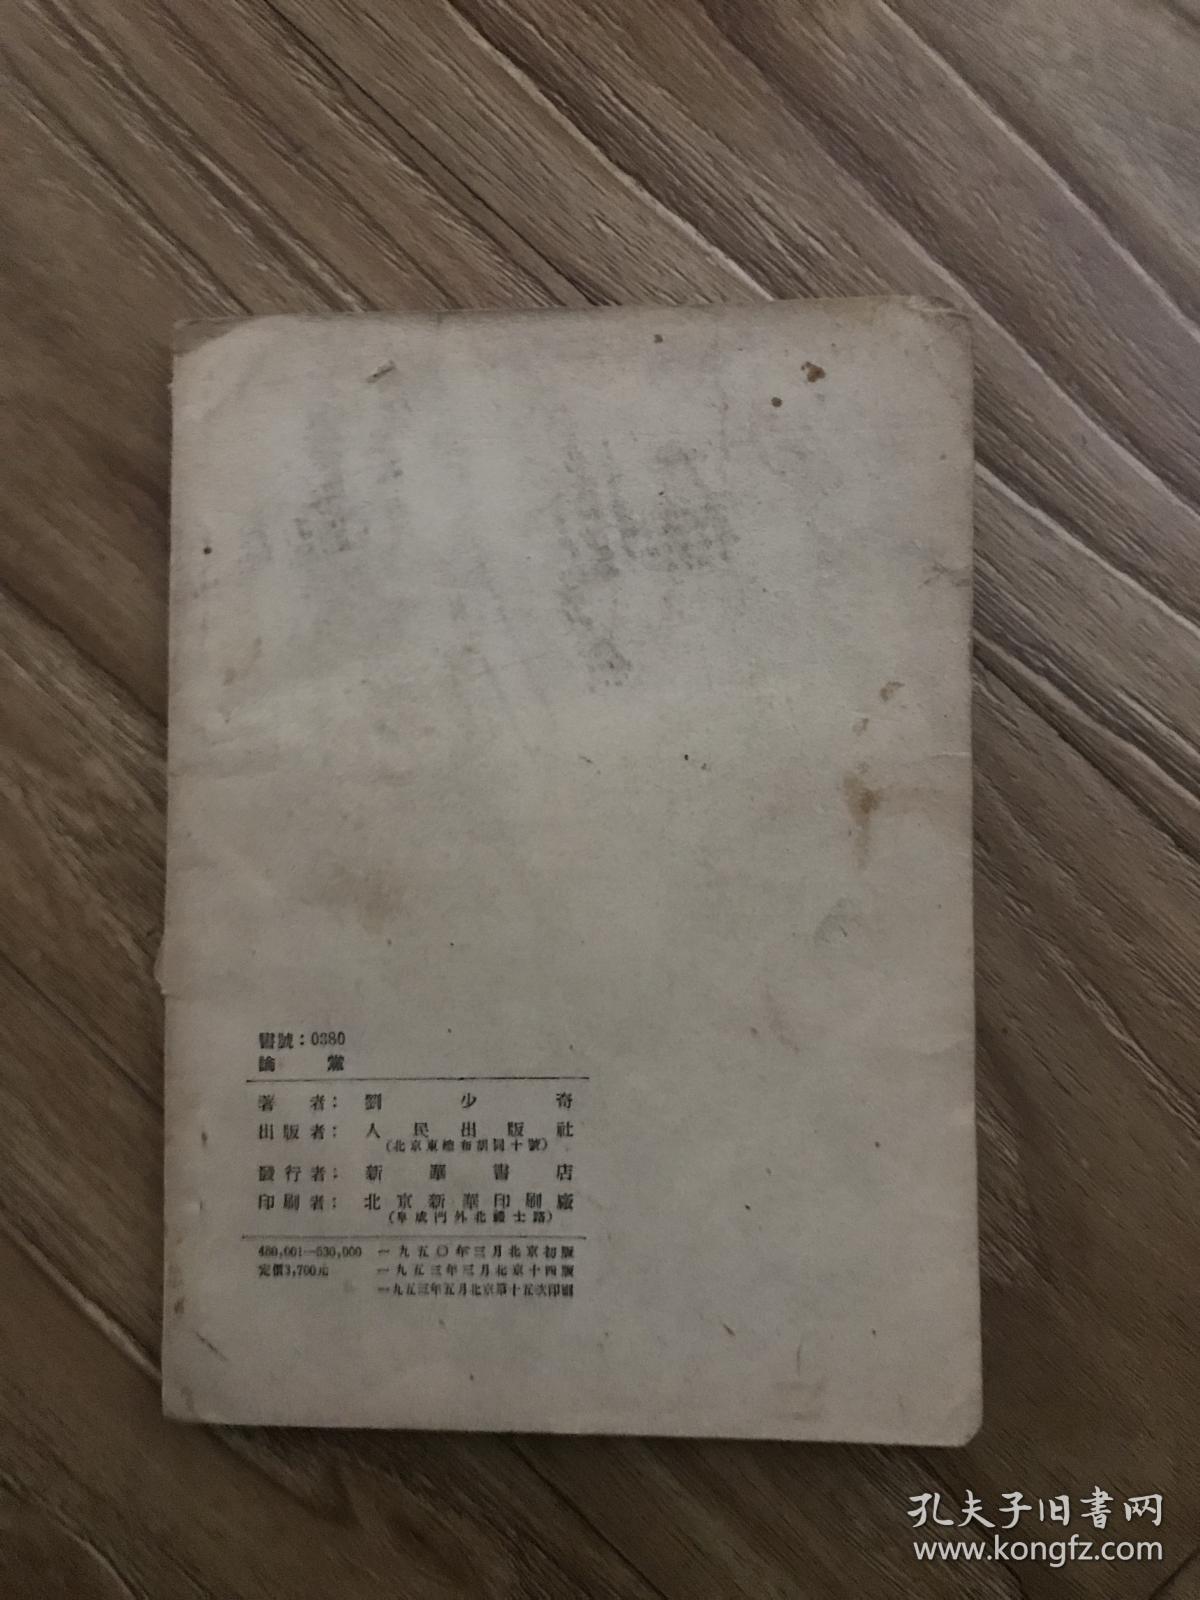 書號：0380
論 黨
著 者： 劉 少 奇
出版者： 人 民 出 版 社
（北京東總布胡同十號）
發行者： 新 華 書 店
印刷者： 北京新華印刷廠
（阜成門外北禮士路）
480,001—530,000 一九五〇年三月北京初版
定價3,700元 一九五三年三月北京十四版
一九五三年五月北京第十五次印刷
孔夫子旧書网
www.kongfz.com